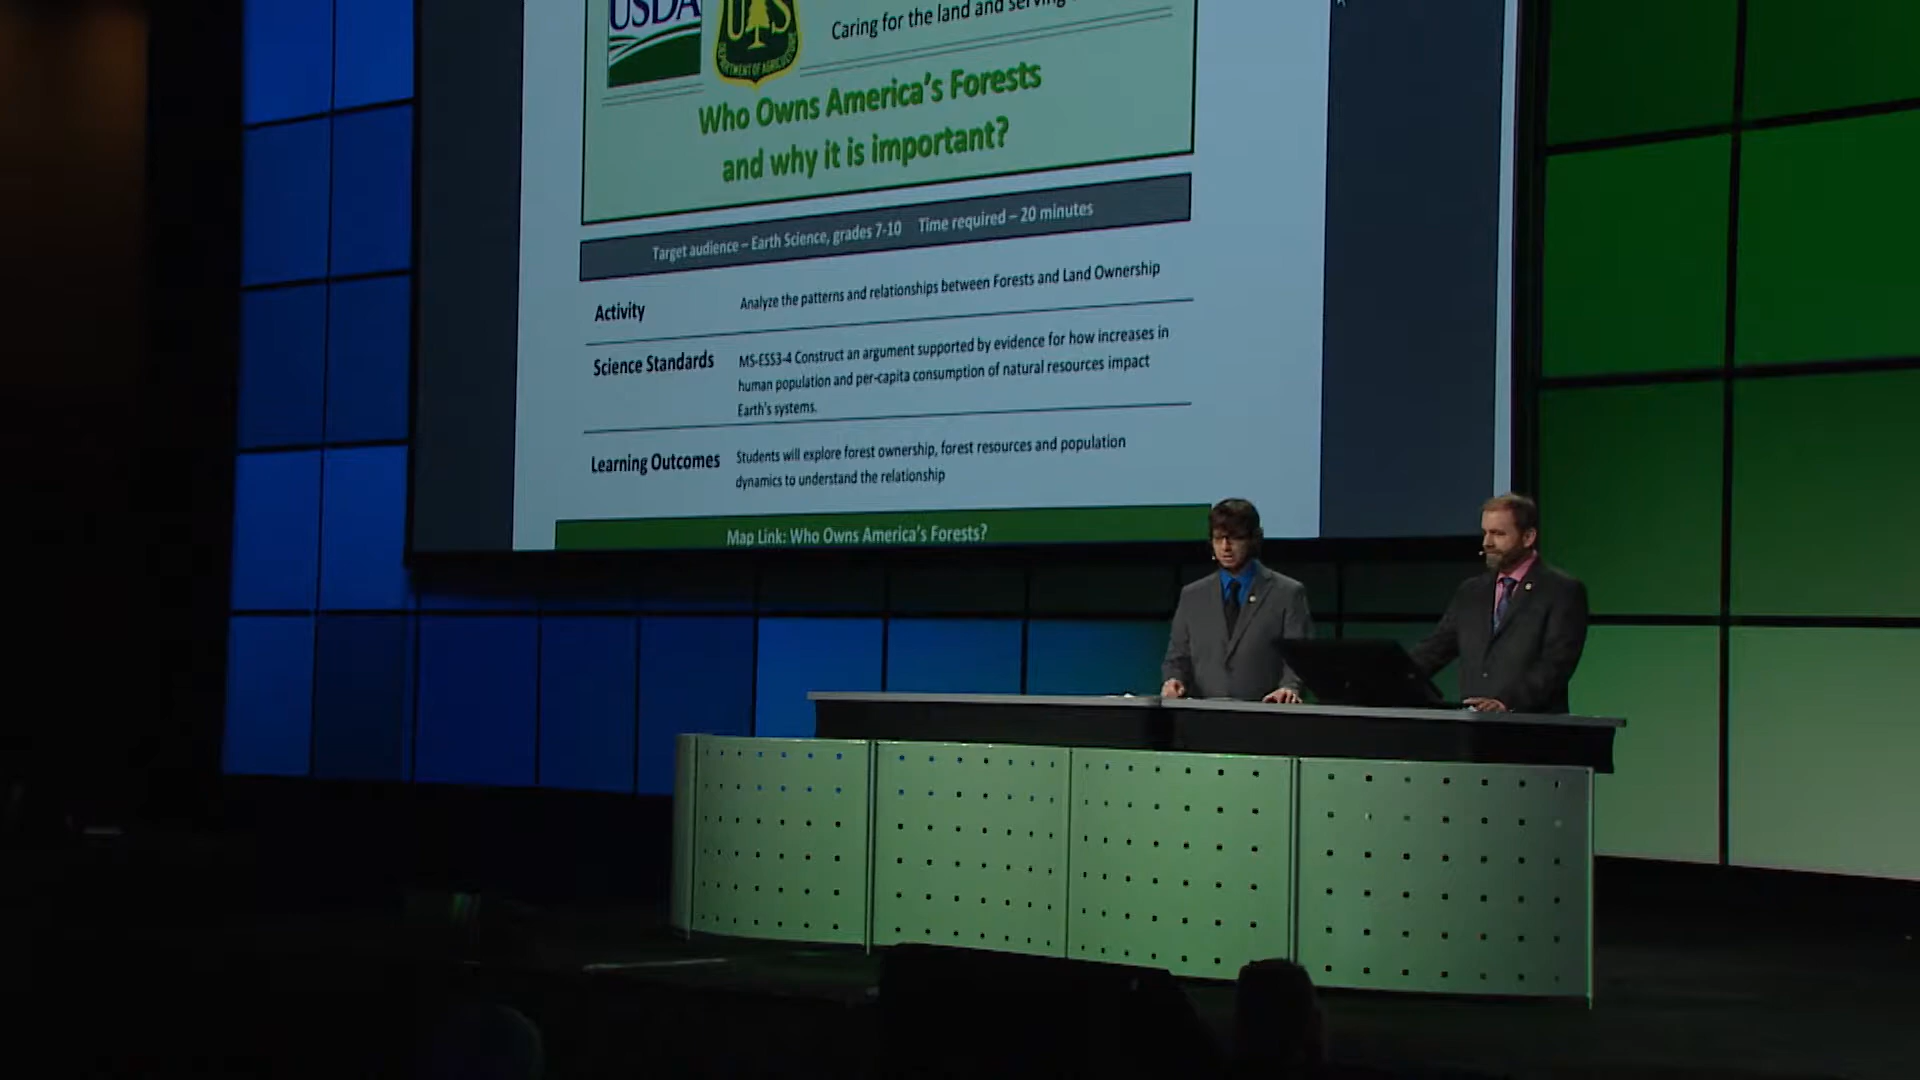 USDA
U S
DEPARTMENT OF AGRICULTURE
Caring for the land and serving
Who Owns America's Forests
and why it is important?
Target audience – Earth Science, grades 7-10 Time required – 20 minutes
Activity
Analyze the patterns and relationships between Forests and Land Ownership
Science Standards
MS-ESS3-4 Construct an argument supported by evidence for how increases in
human population and per-capita consumption of natural resources impact
Earth's systems.
Learning Outcomes
Students will explore forest ownership, forest resources and population
dynamics to understand the relationship
Map Link: Who Owns America's Forests?